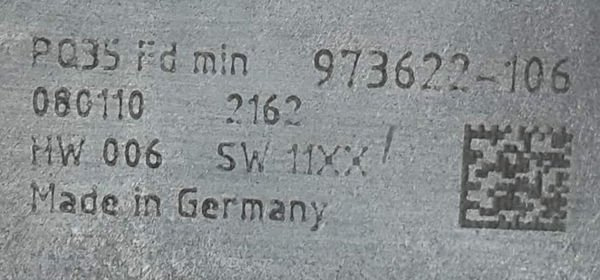 PQ35 Fd min 973622-106
080110 2162
HW 006 SW 11XX
Made in Germany